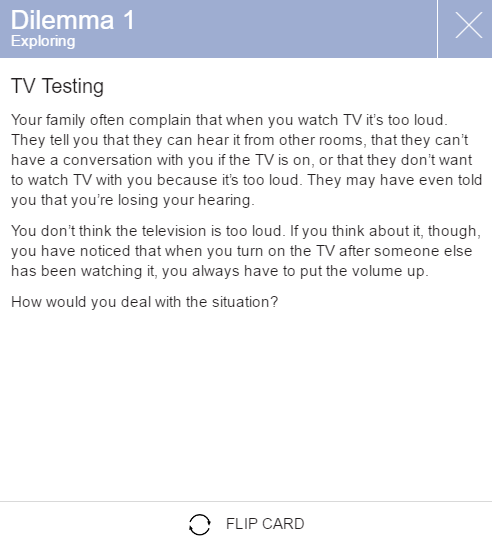 Dilemma 1
Exploring
TV Testing
Your family often complain that when you watch TV it's too loud.
They tell you that they can hear it from other rooms, that they can't
have a conversation with you if the TV is on, or that they don't want
to watch TV with you because it's too loud. They may have even told
you that you're losing your hearing.
You don't think the television is too loud. If you think about it, though,
you have noticed that when you turn on the TV after someone else
has been watching it, you always have to put the volume up.
How would you deal with the situation?
FLIP CARD